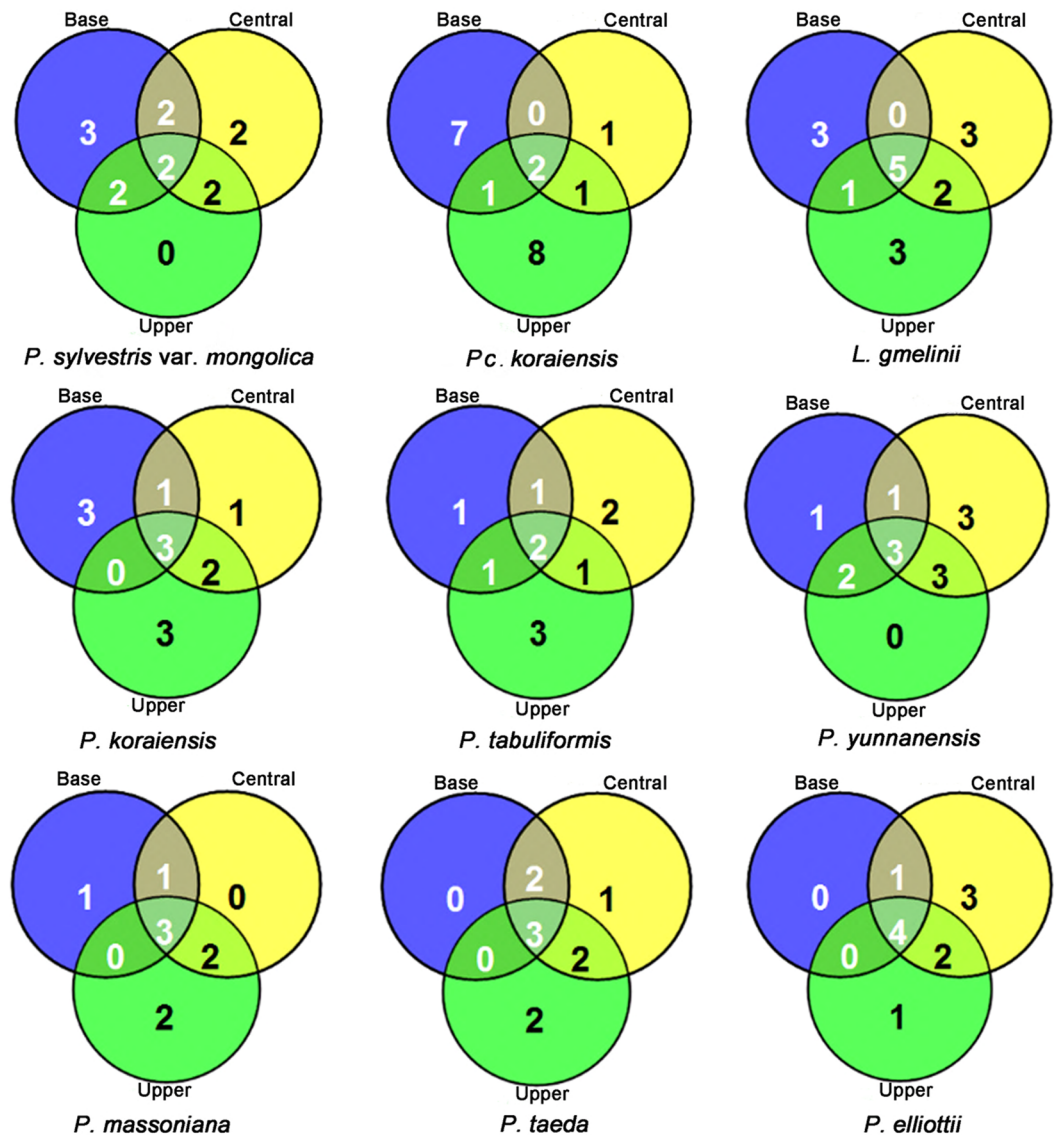 Base Central
3 2 2
2
2 2
0
Upper
P. sylvestris var. mongolica
Base Central
7 0 1
2
1 1
8
Upper
Pc. koraiensis
Base Central
3 0 3
5
1 2
3
Upper
L. gmelinii
Base Central
3 1 1
3
0 2
3
Upper
P. koraiensis
Base Central
1 1 2
2
1 1
3
Upper
P. tabuliformis
Base Central
1 1 3
3
2 3
0
Upper
P. yunnanensis
Base Central
1 1 0
3
0 2
2
Upper
P. massoniana
Base Central
0 2 1
3
0 2
2
Upper
P. taeda
Base Central
0 1 3
4
0 2
1
Upper
P. elliottii